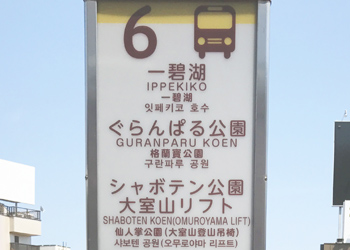 6
一碧湖
IPPEKIKO
一碧湖
잇페키코 호수
ぐらんぱる公園
GURANPARU KOEN
格蘭寶公園
구란파루 공원
シャボテン公園
大室山リフト
SHABOTEN KOEN(OMUROYAMA LIFT)
仙人掌公園(大室山登山吊椅)
샤보텐 공원(오무로야마 리프트)